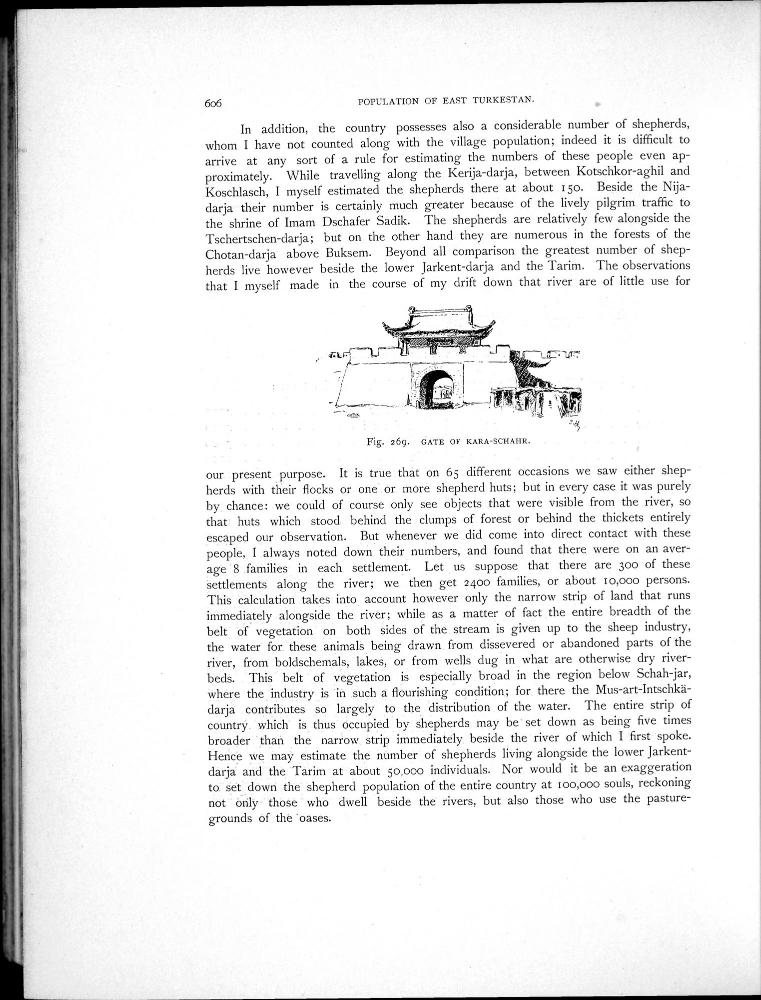 606
POPULATION OF EAST TURKESTAN.
In addition, the country possesses also a considerable number of shepherds,
whom I have not counted along with the village population; indeed it is difficult to
arrive at any sort of a rule for estimating the numbers of these people even ap-
proximately. While travelling along the Kerija-darja, between Kotschkor-aghil and
Koschlasch, I myself estimated the shepherds there at about 150. Beside the Nija-
darja their number is certainly much greater because of the lively pilgrim traffic to
the shrine of Imam Dschafer Sadik. The shepherds are relatively few alongside the
Tschertschen-darja; but on the other hand they are numerous in the forests of the
Chotan-darja above Buksem. Beyond all comparison the greatest number of shep-
herds live however beside the lower Jarkent-darja and the Tarim. The observations
that I myself made in the course of my drift down that river are of little use for
Fig. 269. GATE OF KARA-SCHAHR.
our present purpose. It is true that on 65 different occasions we saw either shep-
herds with their flocks or one or more shepherd huts; but in every case it was purely
by chance: we could of course only see objects that were visible from the river, so
that huts which stood behind the clumps of forest or behind the thickets entirely
escaped our observation. But whenever we did come into direct contact with these
people, I always noted down their numbers, and found that there were on an aver-
age 8 families in each settlement. Let us suppose that there are 300 of these
settlements along the river; we then get 2400 families, or about 10,000 persons.
This calculation takes into account however only the narrow strip of land that runs
immediately alongside the river; while as a matter of fact the entire breadth of the
belt of vegetation on both sides of the stream is given up to the sheep industry,
the water for these animals being drawn from dissevered or abandoned parts of the
river, from boldschemals, lakes, or from wells dug in what are otherwise dry river-
beds. This belt of vegetation is especially broad in the region below Schah-jar,
where the industry is in such a flourishing condition; for there the Mus-art-Intschkä-
darja contributes so largely to the distribution of the water. The entire strip of
country which is thus occupied by shepherds may be set down as being five times
broader than the narrow strip immediately beside the river of which I first spoke.
Hence we may estimate the number of shepherds living alongside the lower Jarkent-
darja and the Tarim at about 50,000 individuals. Nor would it be an exaggeration
to set down the shepherd population of the entire country at 100,000 souls, reckoning
not only those who dwell beside the rivers, but also those who use the pasture-
grounds of the oases.